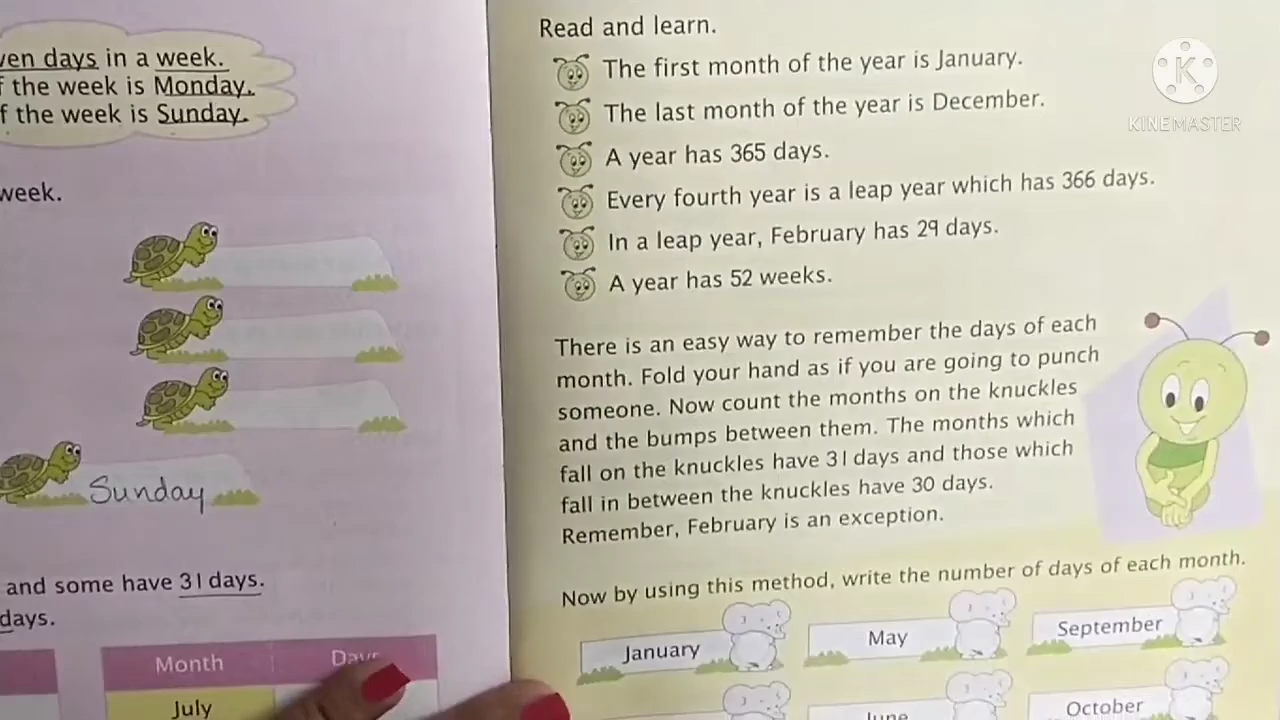 ven days in a week.
f the week is Monday.
f the week is Sunday.
week.
Sunday
and some have 31 days.
days.
Month Days
July
Read and learn.
The first month of the year is January.
The last month of the year is December.
A year has 365 days.
Every fourth year is a leap year which has 366 days.
In a leap year, February has 29 days.
A year has 52 weeks.
There is an easy way to remember the days of each
month. Fold your hand as if you are going to punch
someone. Now count the months on the knuckles
and the bumps between them. The months which
fall on the knuckles have 31 days and those which
fall in between the knuckles have 30 days.
Remember, February is an exception.
Now by using this method, write the number of days of each month.
January May September
June October
K
KINEMASTER